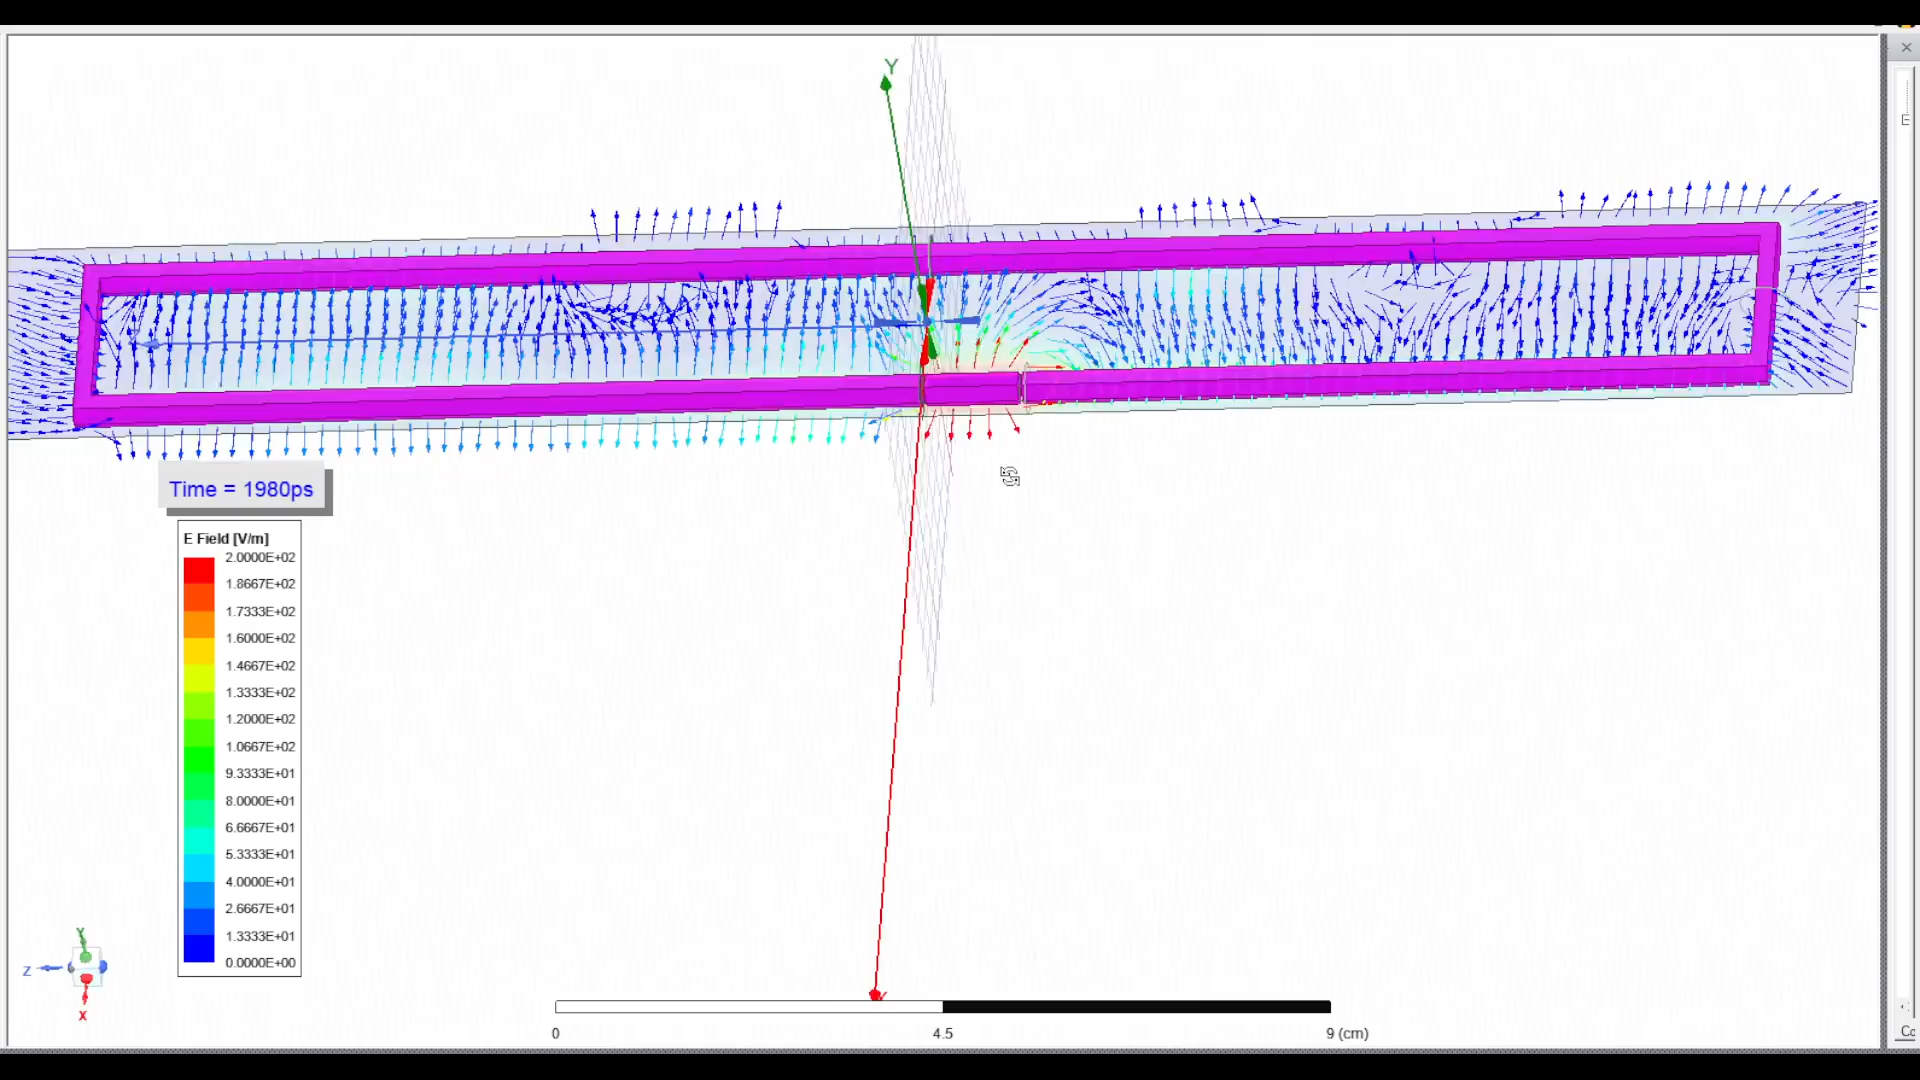 Y
Time = 1980ps
E Field [V/m]
2.0000E+02
1.8667E+02
1.7333E+02
1.6000E+02
1.4667E+02
1.3333E+02
1.2000E+02
1.0667E+02
9.3333E+01
8.0000E+01
6.6667E+01
5.3333E+01
4.0000E+01
2.6667E+01
1.3333E+01
0.0000E+00
Y
Z
X
0 4.5 9 (cm)